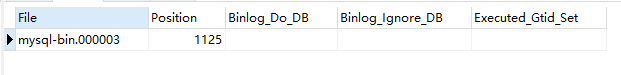 File Position Binlog_Do_DB Binlog_Ignore_DB Executed_Gtid_Set
mysql-bin.000003 1125